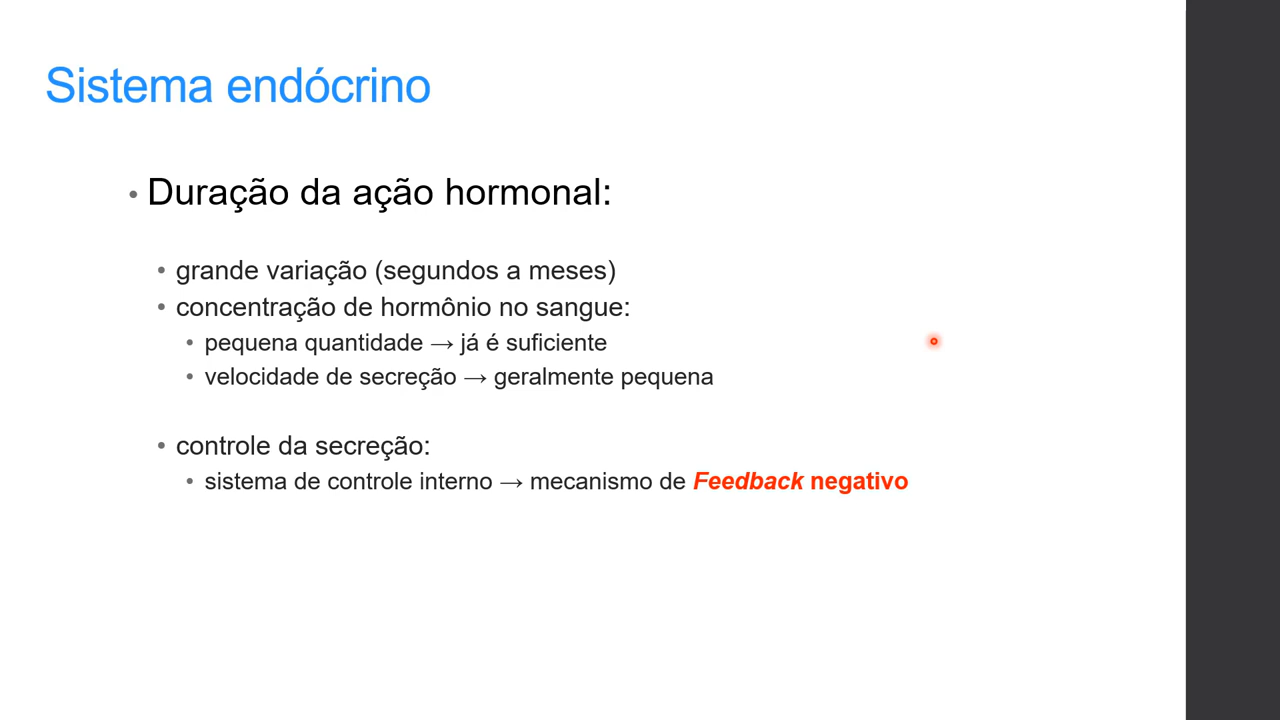 Sistema endócrino
• Duração da ação hormonal:
• grande variação (segundos a meses)
• concentração de hormônio no sangue:
• pequena quantidade → já é suficiente
• velocidade de secreção → geralmente pequena
• controle da secreção:
• sistema de controle interno → mecanismo de Feedback negativo